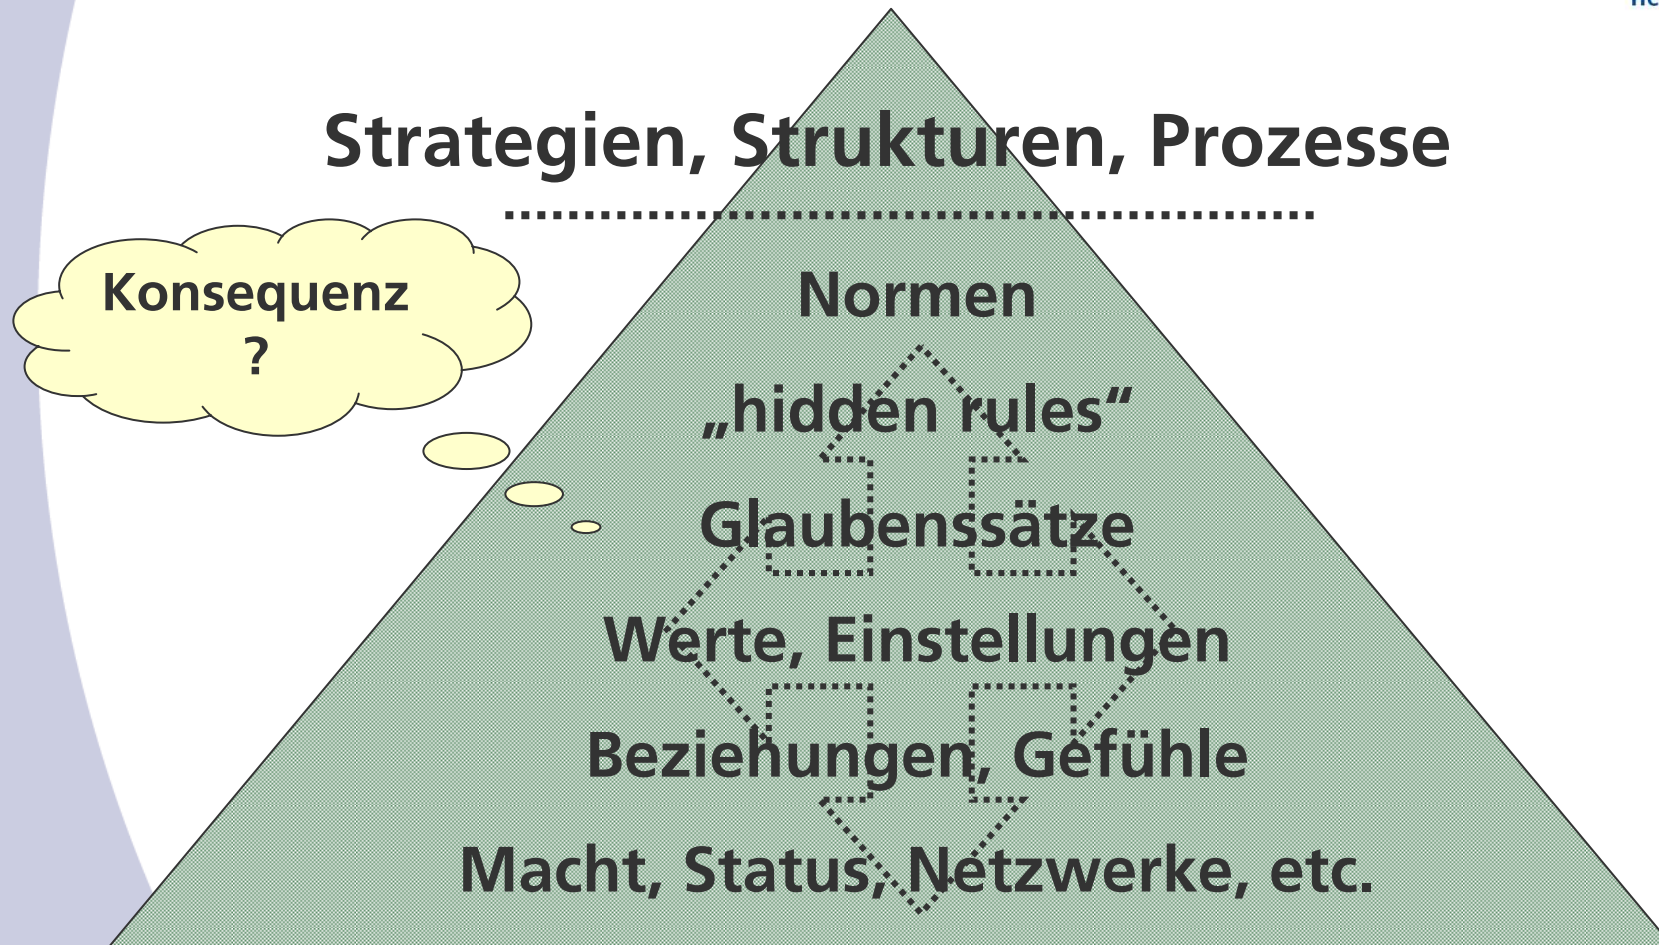 Strategien, Strukturen, Prozesse
Konsequenz
?
Normen
„hidden rules“
Glaubenssätze
Werte, Einstellungen
Beziehungen, Gefühle
Macht, Status, Netzwerke, etc.